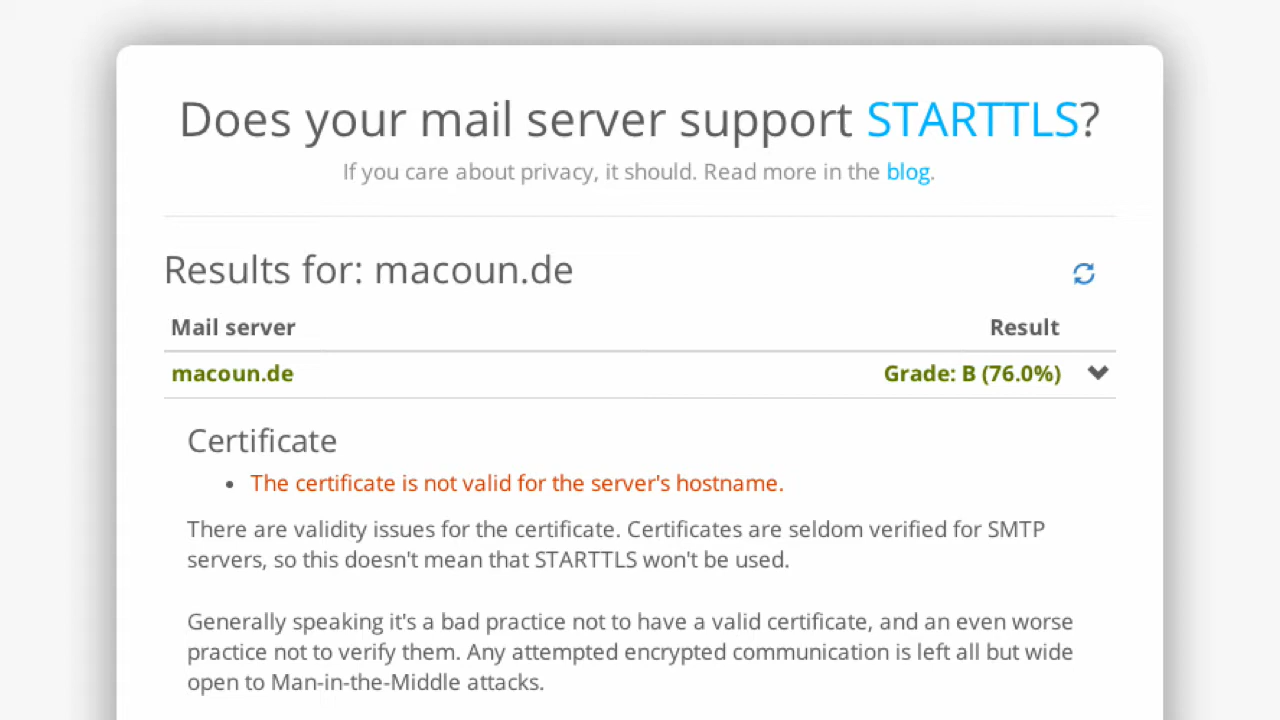 Does your mail server support STARTTLS?
If you care about privacy, it should. Read more in the blog.
Results for: macoun.de
Mail server Result
macoun.de Grade: B (76.0%)
Certificate
• The certificate is not valid for the server's hostname.
There are validity issues for the certificate. Certificates are seldom verified for SMTP
servers, so this doesn't mean that STARTTLS won't be used.
Generally speaking it's a bad practice not to have a valid certificate, and an even worse
practice not to verify them. Any attempted encrypted communication is left all but wide
open to Man-in-the-Middle attacks.